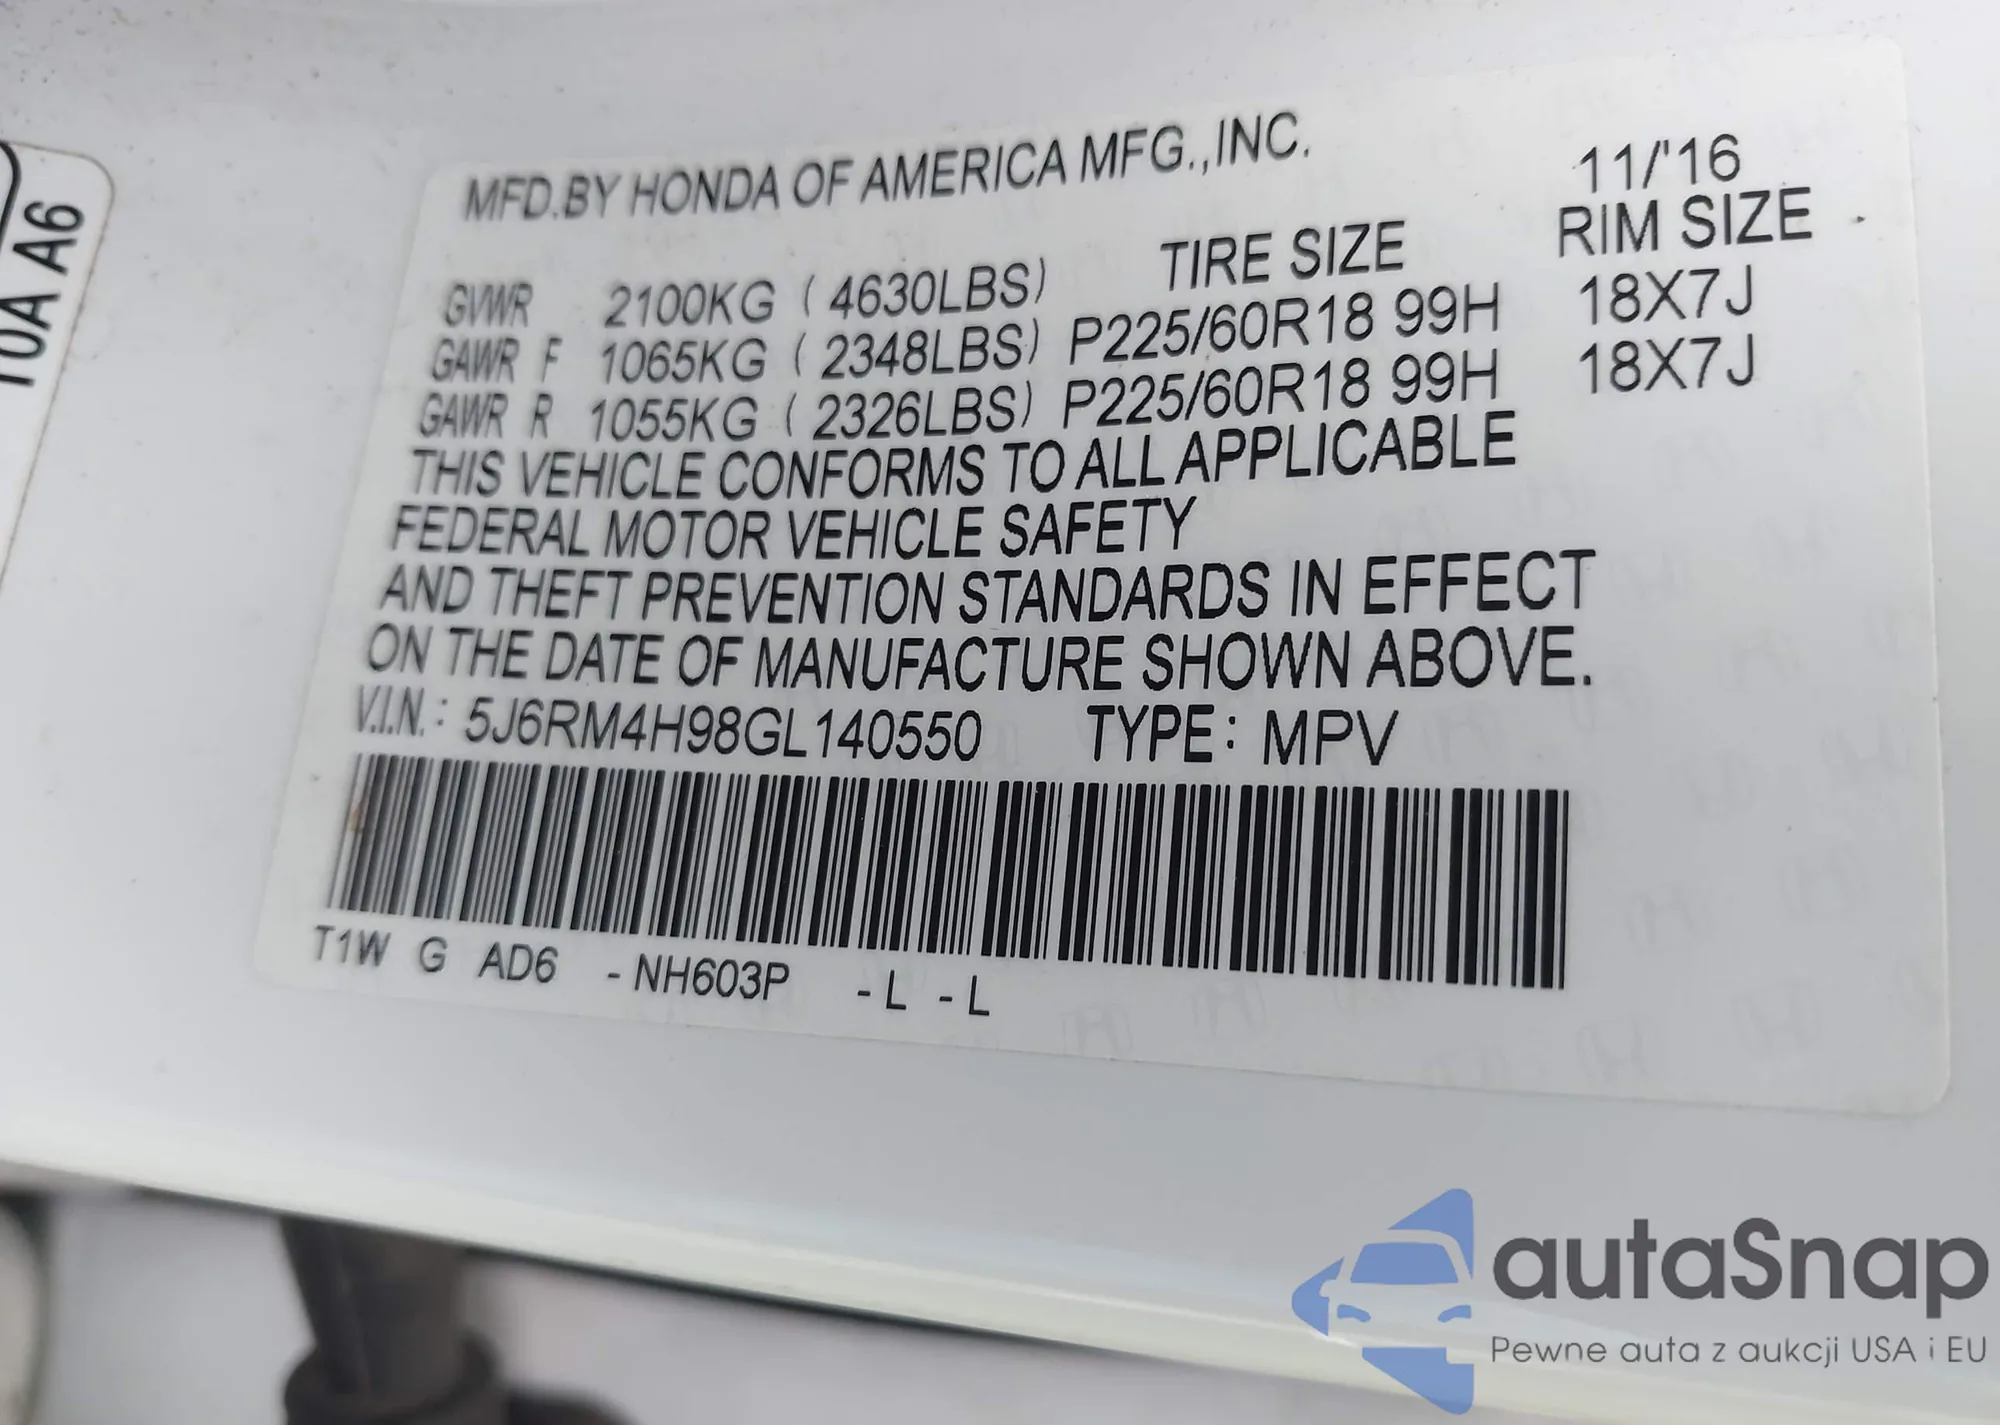 10A A6
MFD.BY HONDA OF AMERICA MFG.,INC. 11/'16
TIRE SIZE RIM SIZE
GVWR 2100KG ( 4630LBS)
GAWR F 1065KG ( 2348LBS) P225/60R18 99H 18X7J
GAWR R 1055KG ( 2326LBS) P225/60R18 99H 18X7J
THIS VEHICLE CONFORMS TO ALL APPLICABLE
FEDERAL MOTOR VEHICLE SAFETY
AND THEFT PREVENTION STANDARDS IN EFFECT
ON THE DATE OF MANUFACTURE SHOWN ABOVE.
V.I.N.: 5J6RM4H98GL140550 TYPE: MPV
T1W G AD6 -NH603P -L -L
autaSnap
Pewne auta z aukcji USA i EU